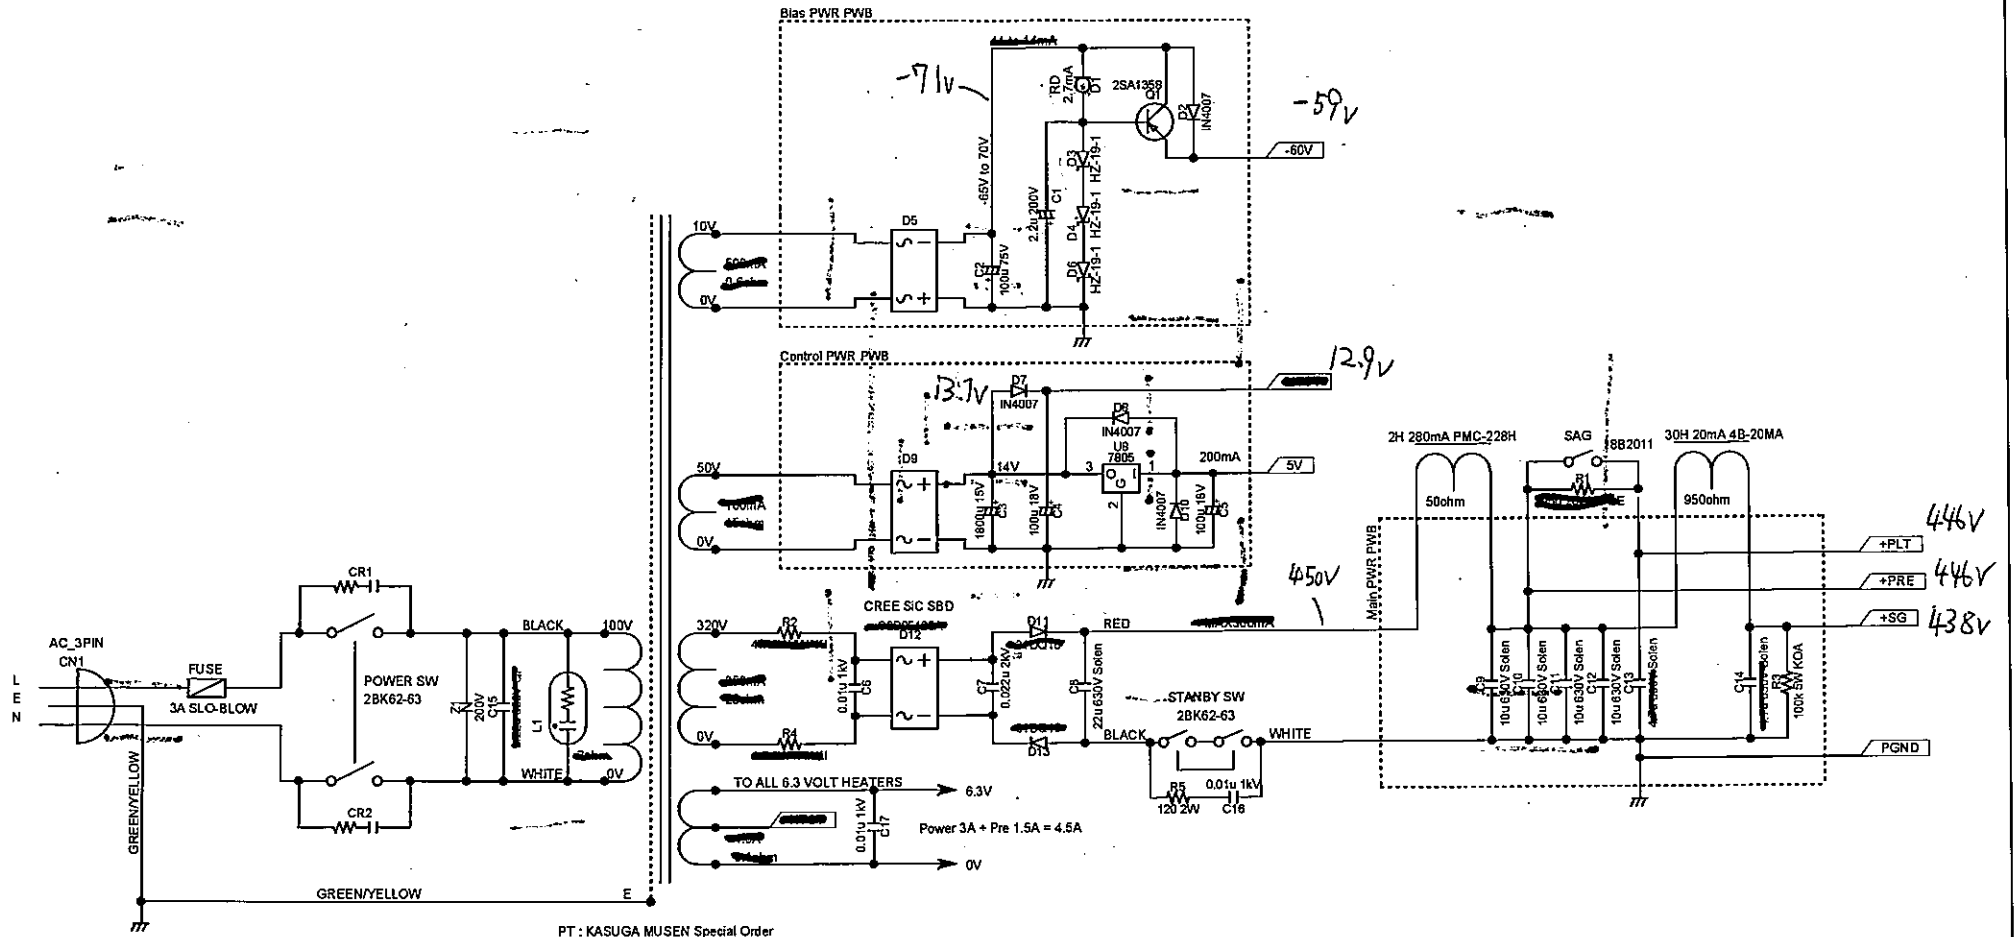 Bias PWR PWB
-71v
-65V to 70V
RD
2.7mA
D1
2SA1358
Q1
D2
IN4007
-59v
-60V
D3
HZ-19-1
D4
HZ-19-1
D6
HZ-19-1
C1
2.2u 200V
C2
100u 75V
D5
4
10V
0V
Control PWR PWB
13.7v
D7
IN4007
12.9v
D8
IN4007
U8
7805
3
1
O
I
G
2
200mA
5V
D9
14V
C3
1800u 15V
C4
100u 16V
IN4007
D10
C3
100u 16V
50V
0V
2H 280mA PMC-228H
50ohm
SAG
8B2011
R1
30H 20mA 4B-20MA
950ohm
Main PWR PWB
446V
+PLT
446V
+PRE
438v
+SG
PGND
450V
CREE SiC SBD
D12
320V
0V
R2
R4
0.01u 1kV
C6
0.022u 2kV
C7
D11
D13
RED
C8
22u 630V Solen
BLACK
STANBY SW
2BK62-63
WHITE
R5
120 2W
0.01u 1kV
C16
C9
10u 630V Solen
C10
10u 630V Solen
C11
10u 630V Solen
C12
10u 630V Solen
C13
Solen
C14
Solen
R3
100k 5W KOA
AC_3PIN
CN1
L
E
N
FUSE
3A SLO-BLOW
CR1
POWER SW
2BK62-63
CR2
Z1
200V
C15
L1
BLACK
WHITE
100V
0V
TO ALL 6.3 VOLT HEATERS
6.3V
0.01u 1kV
C17
Power 3A + Pre 1.5A = 4.5A
0V
GREEN/YELLOW
GREEN/YELLOW
E
PT : KASUGA MUSEN Special Order